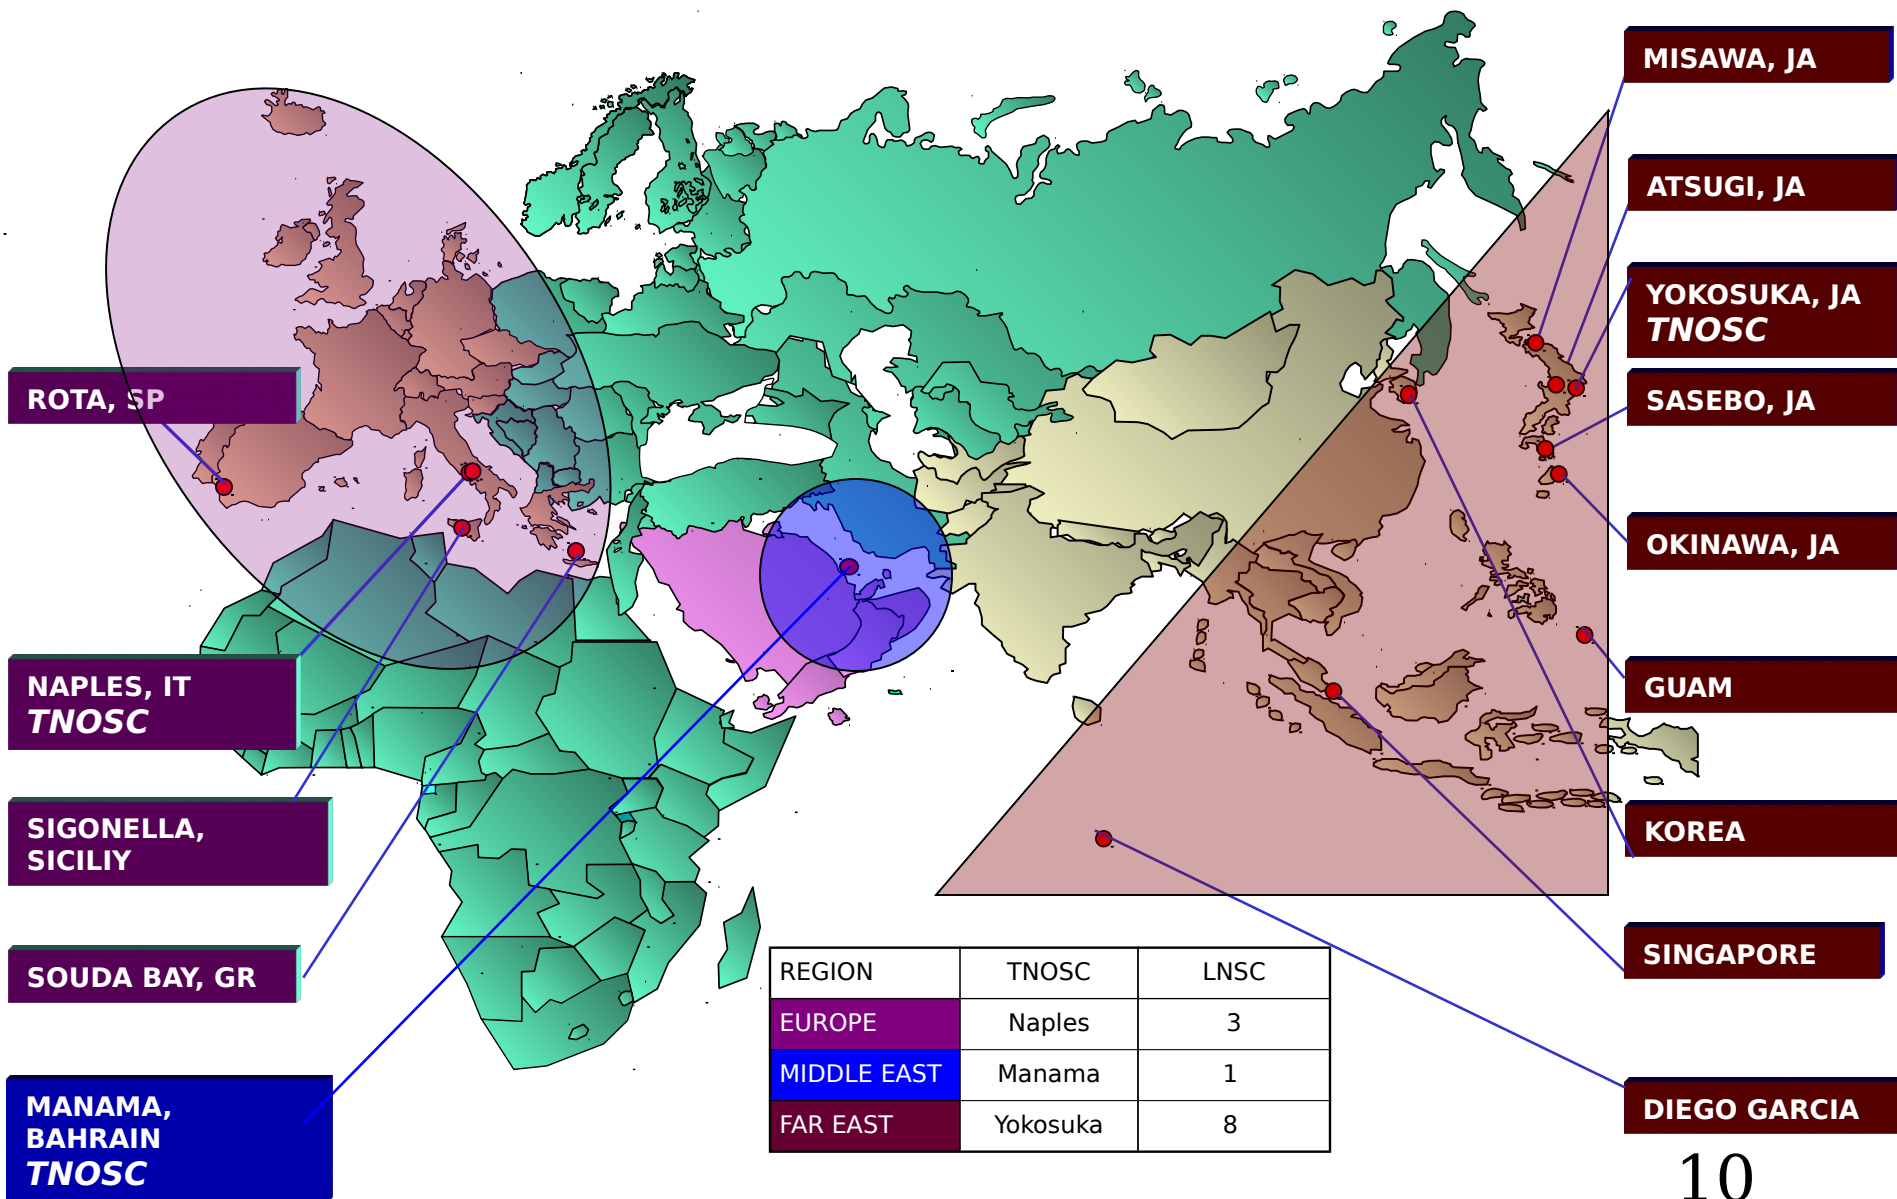 MISAWA, JA
ATSUGI, JA
YOKOSUKA, JA
TNOSC
SASEBO, JA
OKINAWA, JA
GUAM
KOREA
SINGAPORE
DIEGO GARCIA
ROTA, SP
NAPLES, IT
TNOSC
SIGONELLA,
SICILIY
SOUDA BAY, GR
MANAMA,
BAHRAIN
TNOSC
REGION TNOSC LNSC
EUROPE Naples 3
MIDDLE EAST Manama 1
FAR EAST Yokosuka 8
10